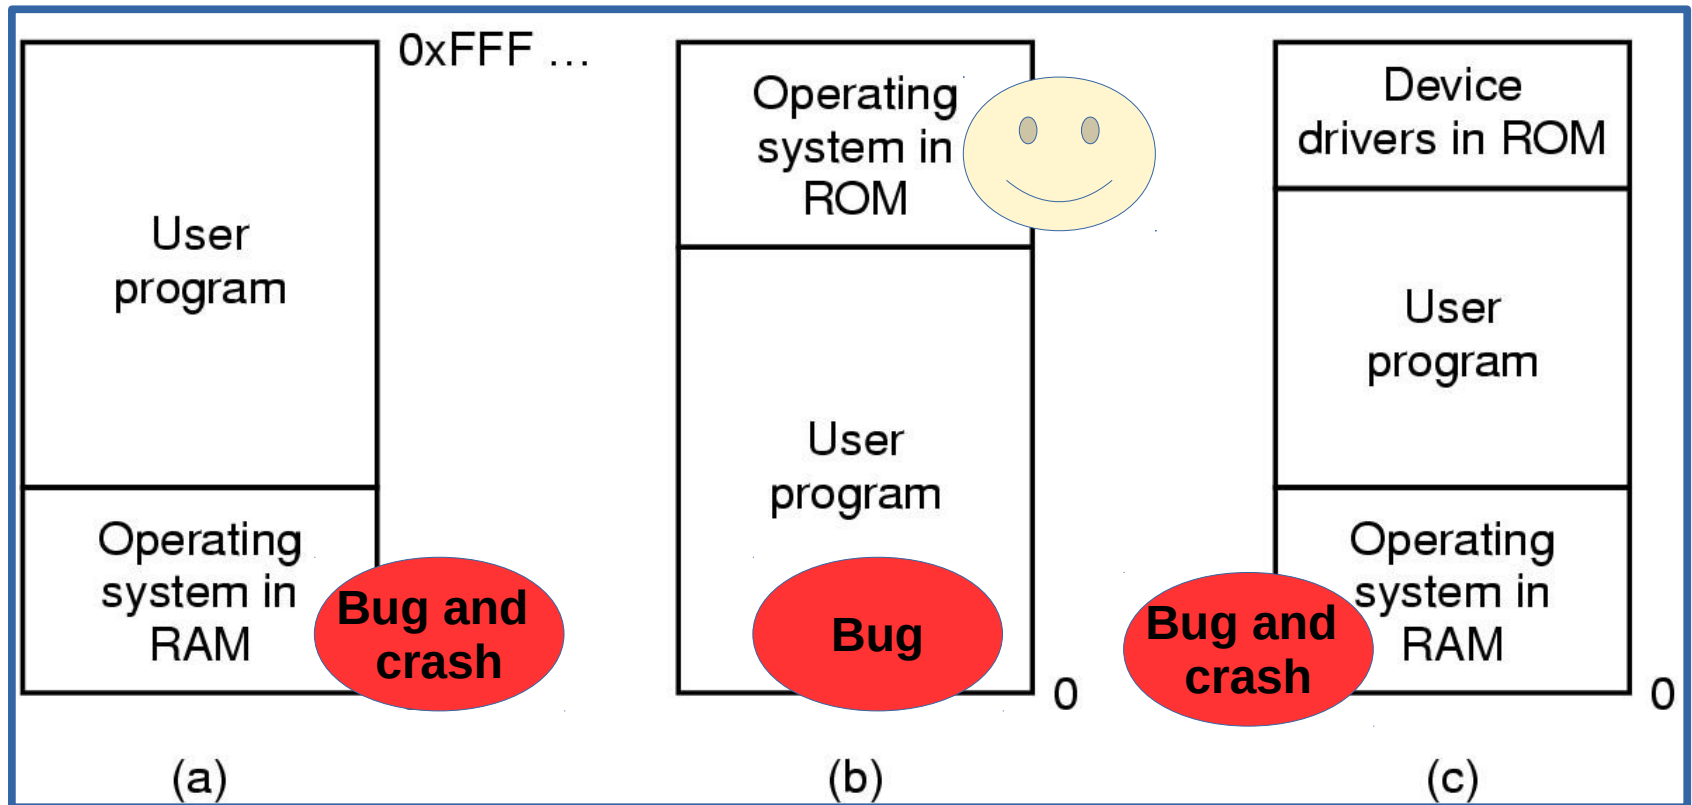 0xFFF ...
User
program
Operating
system in
RAM
Bug and
crash
(a)
Operating
system in
ROM
User
program
Bug
0
(b)
Device
drivers in ROM
User
program
Operating
system in
RAM
Bug and
crash
0
(c)